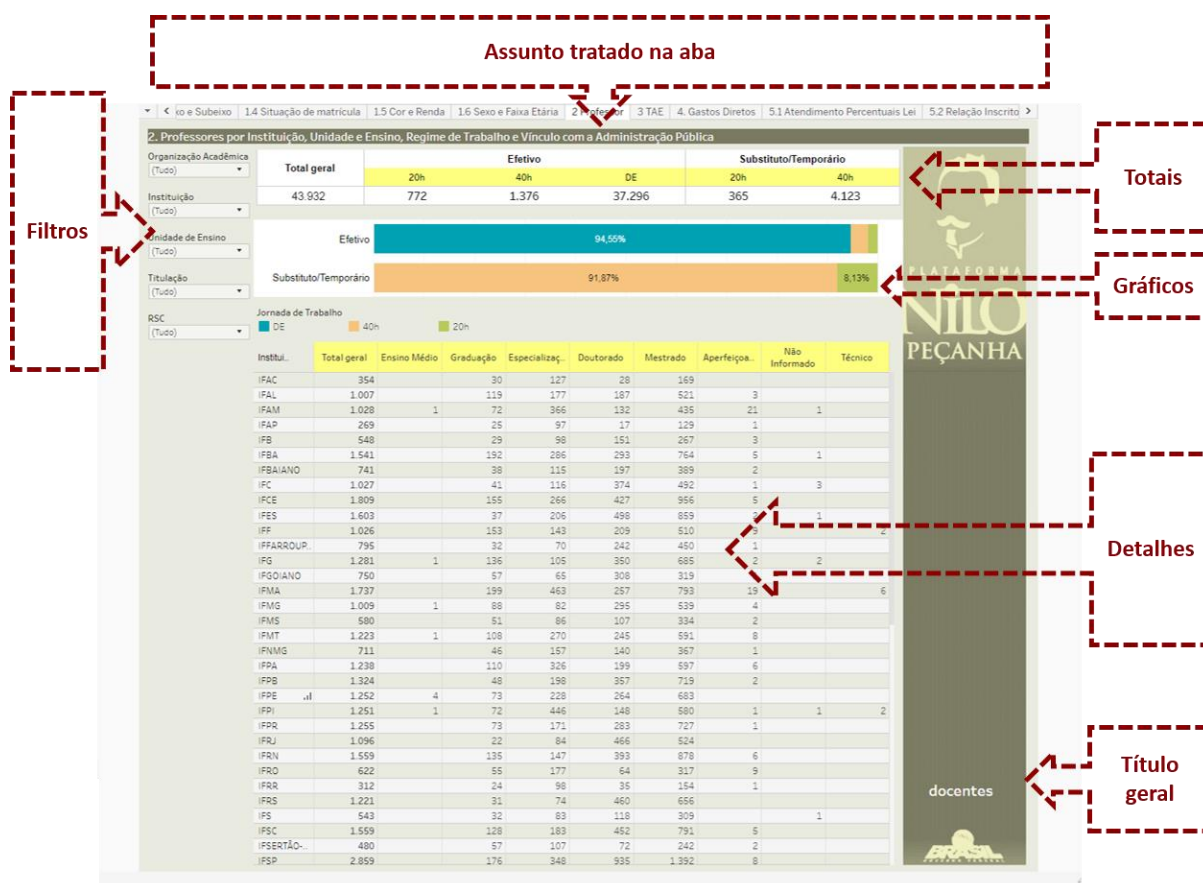 Assunto tratado na aba
Filtros
Totais
Gráficos
Detalhes
Título geral
xo e Subeixo 1.4 Situação de matrícula 1.5 Cor e Renda 1.6 Sexo e Faixa Etária 2 Professor 3 TAE 4. Gastos Diretos 5.1 Atendimento Percentuais Lei 5.2 Relação Inscrito
2. Professores por Instituição, Unidade e Ensino, Regime de Trabalho e Vínculo com a Administração Pública
Organização Acadêmica
(Tudo)
Instituição
(Tudo)
Unidade de Ensino
(Tudo)
Titulação
(Tudo)
RSC
(Tudo)
Total geral Efetivo Substituto/Temporário
20h 40h DE 20h 40h
43.932 772 1.376 37.296 365 4.123
Efetivo 94,55%
Substituto/Temporário 91,87% 8,13%
Jornada de Trabalho
DE 40h 20h
Institui.. Total geral Ensino Médio Graduação Especializaç.. Doutorado Mestrado Aperfeiçoa.. Não Informado Técnico
IFAC 354 30 127 28 169
IFAL 1.007 119 177 187 521 3
IFAM 1.028 1 72 366 132 435 21 1
IFAP 269 25 97 17 129 1
IFB 548 29 98 151 267 3
IFBA 1.541 192 286 293 764 5 1
IFBAIANO 741 38 115 197 389 2
IFC 1.027 41 116 374 492 1 3
IFCE 1.809 155 266 427 956 5
IFES 1.603 37 206 498 859 1
IFF 1.026 153 143 209 510 9 2
IFFARROUP.. 795 32 70 242 450 1
IFG 1.281 1 136 105 350 685 2 2
IFGOIANO 750 57 65 308 319
IFMA 1.737 199 463 257 793 19 6
IFMG 1.009 1 88 82 295 539 4
IFMS 580 51 86 107 334 2
IFMT 1.223 1 108 270 245 591 8
IFNMG 711 46 157 140 367 1
IFPA 1.238 110 326 199 597 6
IFPB 1.324 48 198 357 719 2
IFPE 1.252 4 73 228 264 683
IFPI 1.251 1 72 446 148 580 1 1 2
IFPR 1.255 73 171 283 727 1
IFRJ 1.096 22 84 466 524
IFRN 1.559 135 147 393 878 6
IFRO 622 55 177 64 317 9
IFRR 312 24 98 35 154 1
IFRS 1.221 31 74 460 656
IFS 543 32 83 118 309 1
IFSC 1.559 128 183 452 791 5
IFSERTÃO-.. 480 57 107 72 242 2
IFSP 2.859 176 348 935 1.392 8
PLATAFORMA
NILO
PEÇANHA
docentes
BRASIL